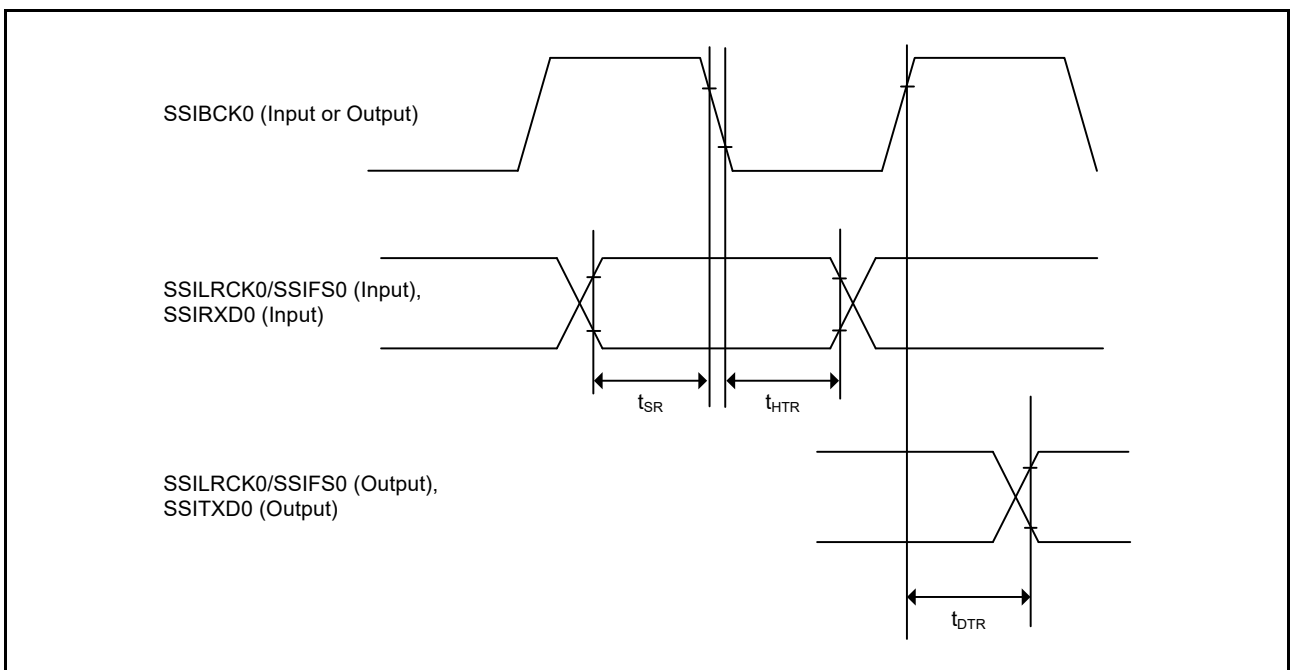 SSIBCK0 (Input or Output)
SSILRCK0/SSIFS0 (Input),
SSIRXD0 (Input)
tSR
tHTR
SSILRCK0/SSIFS0 (Output),
SSITXD0 (Output)
tDTR